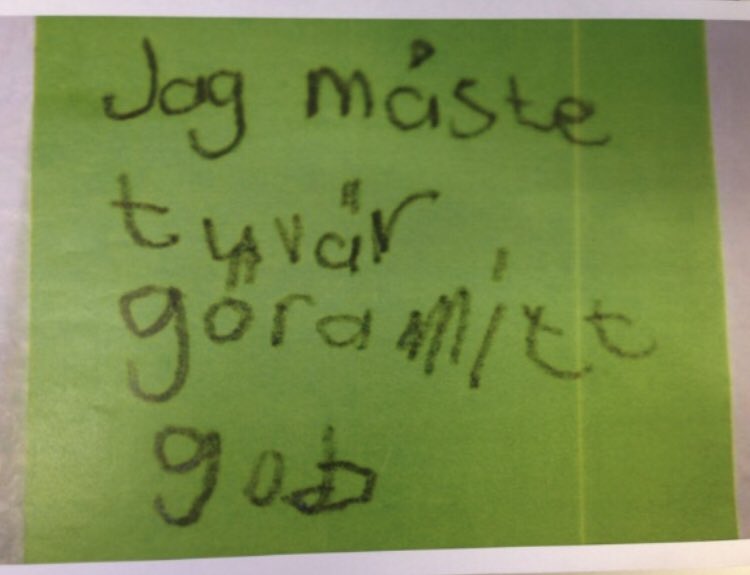 Jag måste
tyvär
göra mitt
gob